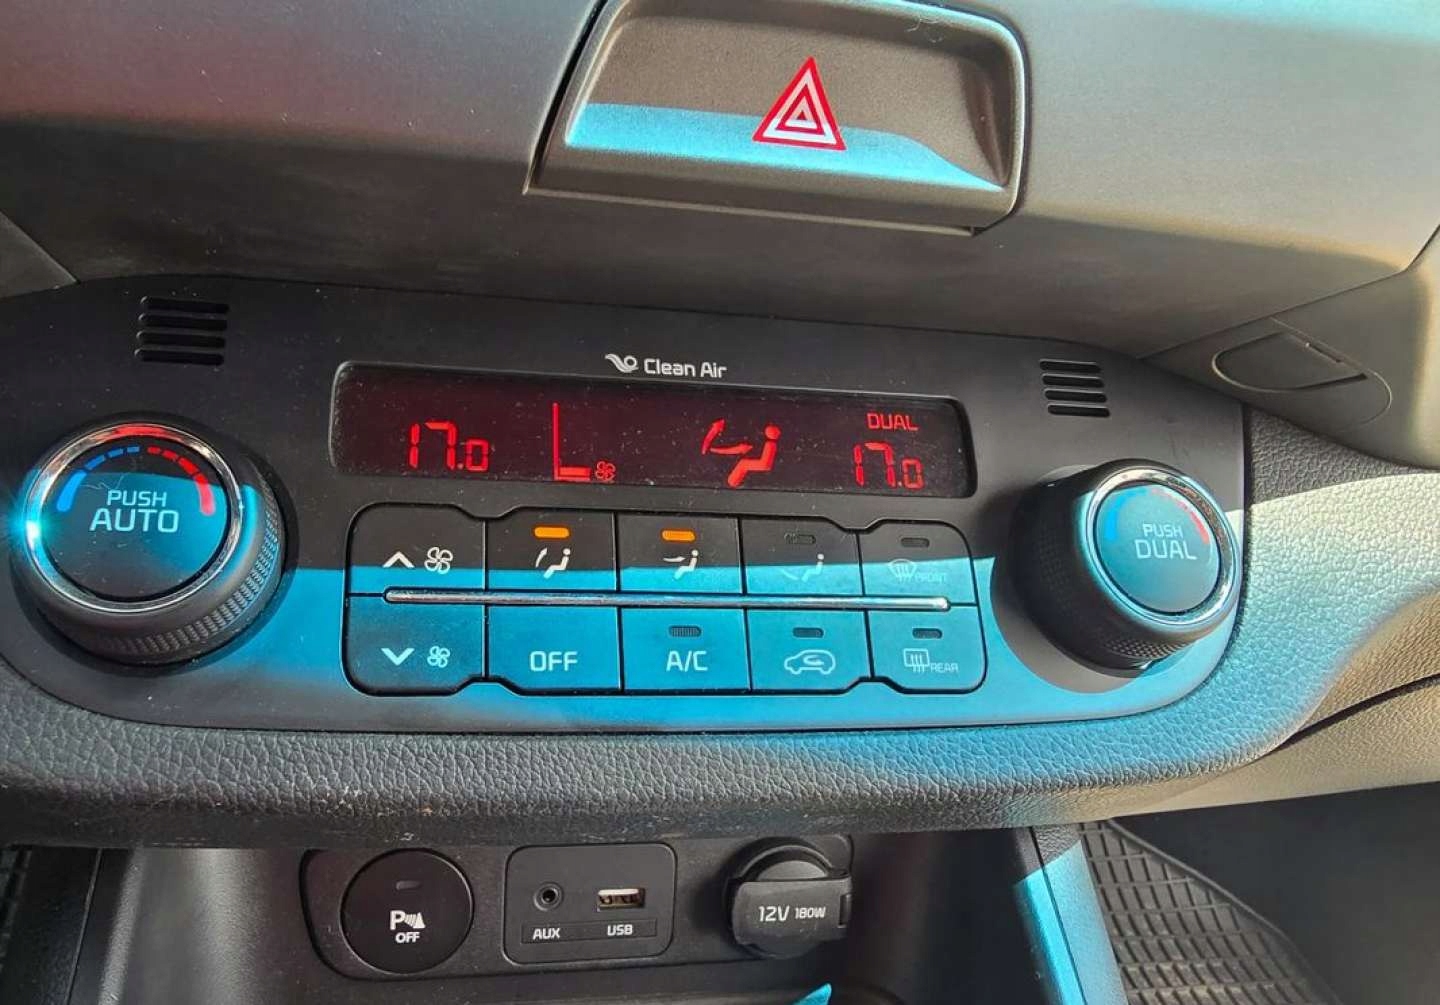 Clean Air
17.0
DUAL
17.0
PUSH
AUTO
PUSH
DUAL
FRONT
OFF
A/C
REAR
P
OFF
AUX
USB
12V 180W